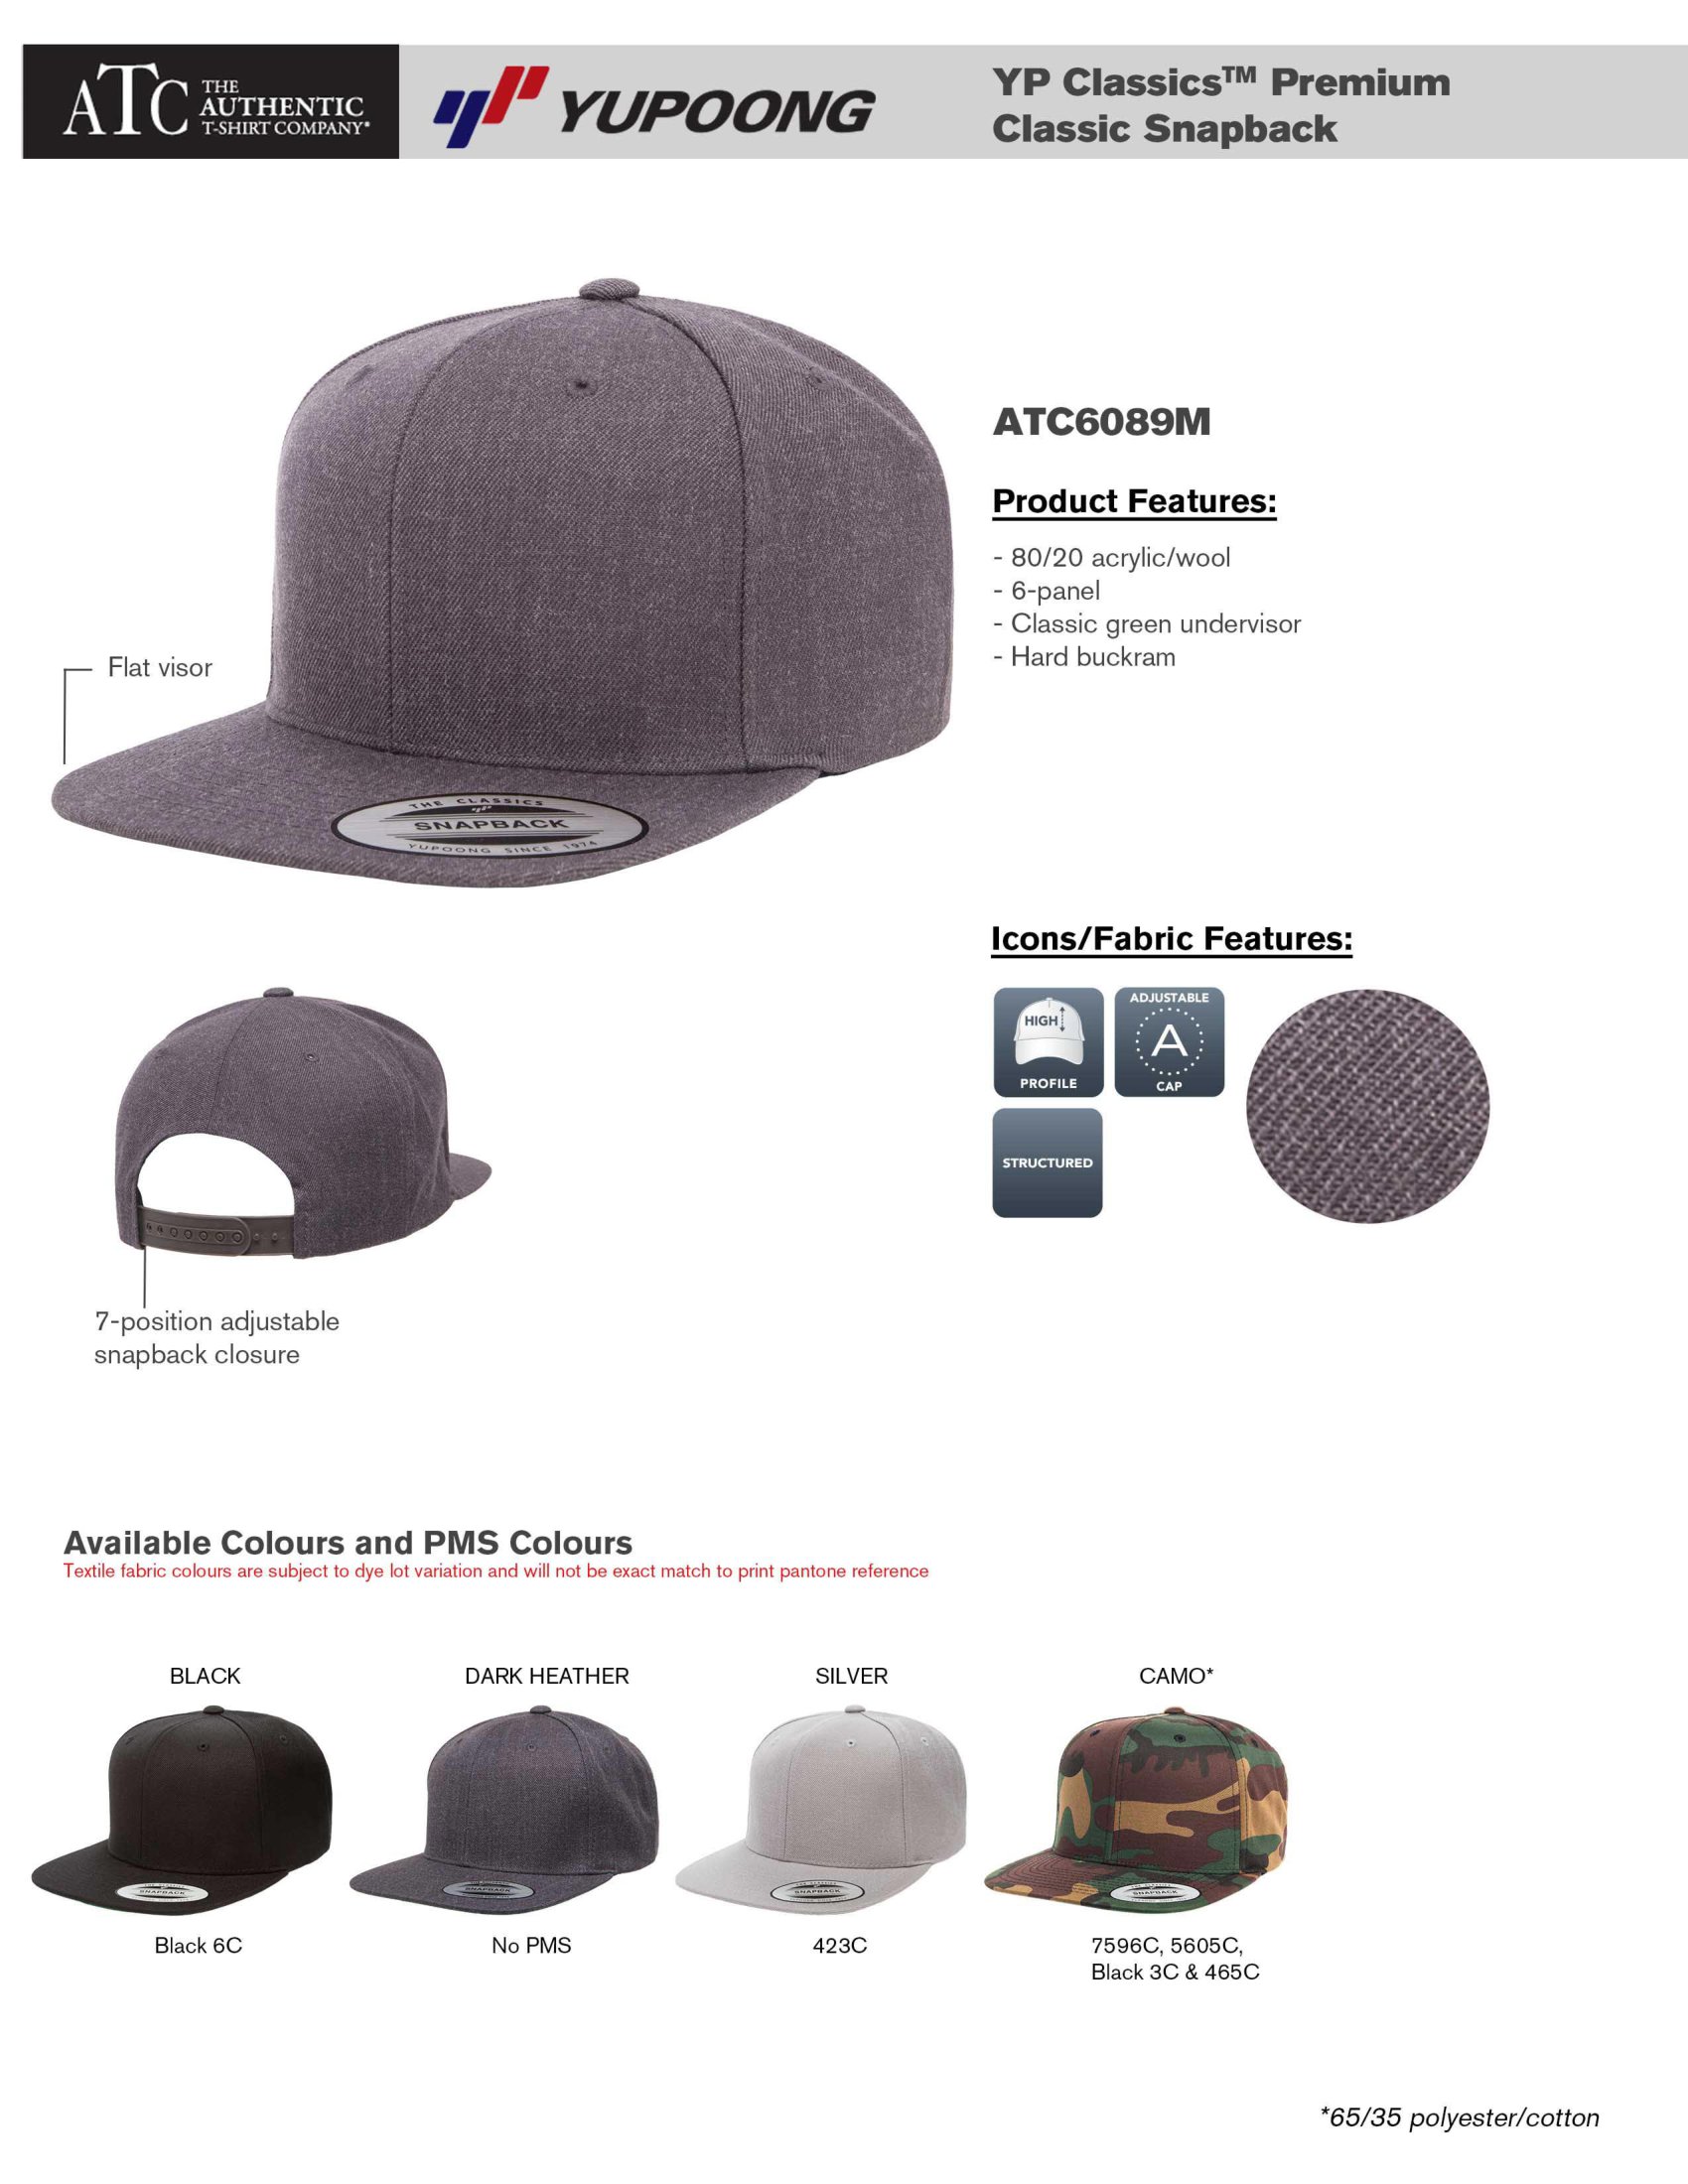 ATC THE
AUTHENTIC
T-SHIRT COMPANY®
YUPOONG
YP Classics™ Premium
Classic Snapback
ATC6089M
Product Features:
- 80/20 acrylic/wool
- 6-panel
- Classic green undervisor
- Hard buckram
Flat visor
THE CLASSICS
SNAPBACK
YUPOONG SINCE 1974
Icons/Fabric Features:
HIGH
PROFILE
ADJUSTABLE
A
CAP
STRUCTURED
7-position adjustable
snapback closure
Available Colours and PMS Colours
Textile fabric colours are subject to dye lot variation and will not be exact match to print pantone reference
BLACK
DARK HEATHER
SILVER
CAMO*
SNAPBACK
SNAPBACK
SNAPBACK
SNAPBACK
Black 6C
No PMS
423C
7596C, 5605C,
Black 3C & 465C
*65/35 polyester/cotton